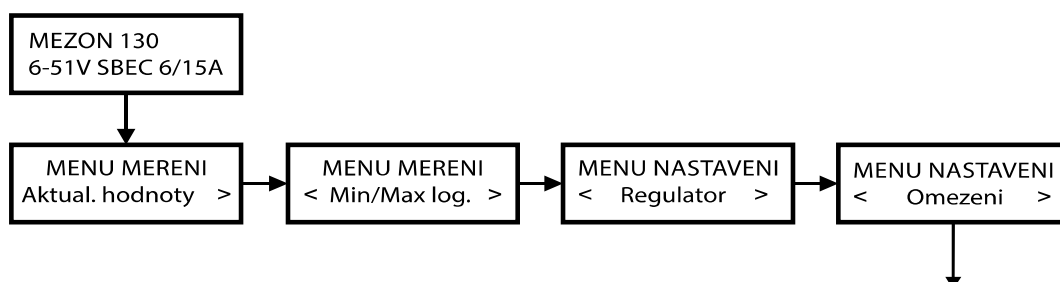 MEZON 130
6-51V SBEC 6/15A
MENU MERENI
Aktual. hodnoty >
MENU MERENI
< Min/Max log. >
MENU NASTAVENI
< Regulator >
MENU NASTAVENI
< Omezeni >